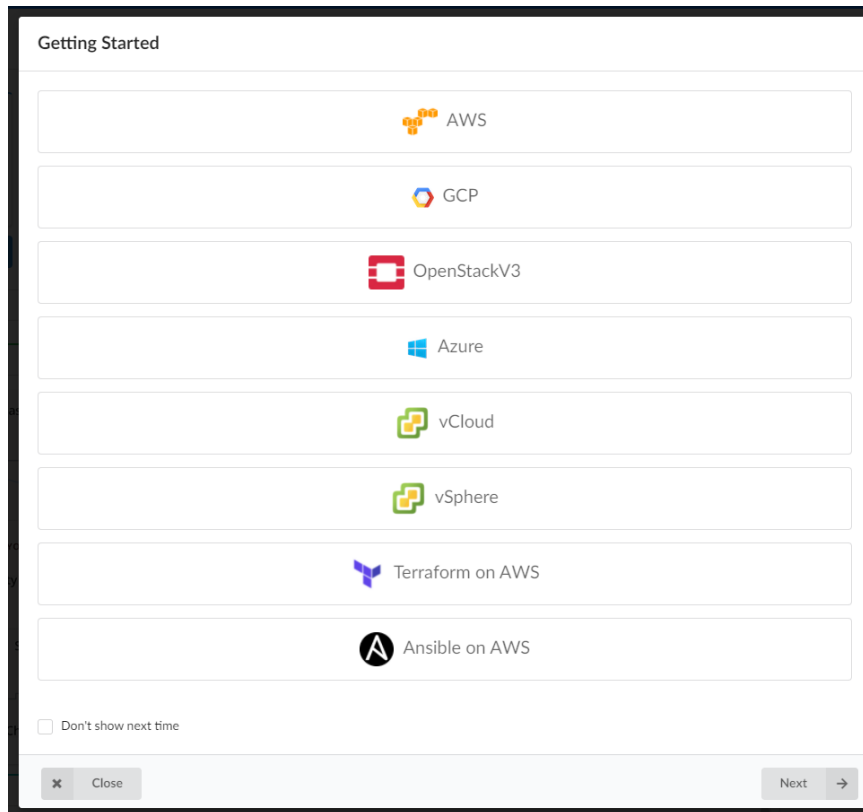 Getting Started
AWS
GCP
OpenStackV3
Azure
vCloud
vSphere
Terraform on AWS
Ansible on AWS
Don't show next time
Close
Next